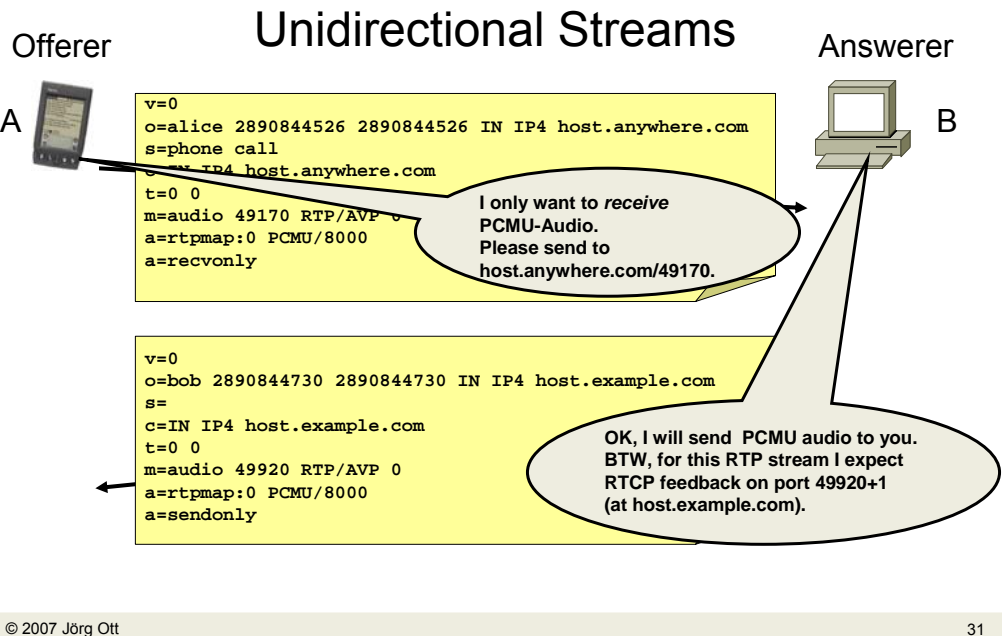 Unidirectional Streams
Offerer
Answerer
A
B
v=0
o=alice 2890844526 2890844526 IN IP4 host.anywhere.com
s=phone call
c=IN IP4 host.anywhere.com
t=0 0
m=audio 49170 RTP/AVP 0
a=rtpmap:0 PCMU/8000
a=recvonly
I only want to receive
PCMU-Audio.
Please send to
host.anywhere.com/49170.
v=0
o=bob 2890844730 2890844730 IN IP4 host.example.com
s=
c=IN IP4 host.example.com
t=0 0
m=audio 49920 RTP/AVP 0
a=rtpmap:0 PCMU/8000
a=sendonly
OK, I will send PCMU audio to you.
BTW, for this RTP stream I expect
RTCP feedback on port 49920+1
(at host.example.com).
© 2007 Jörg Ott
31